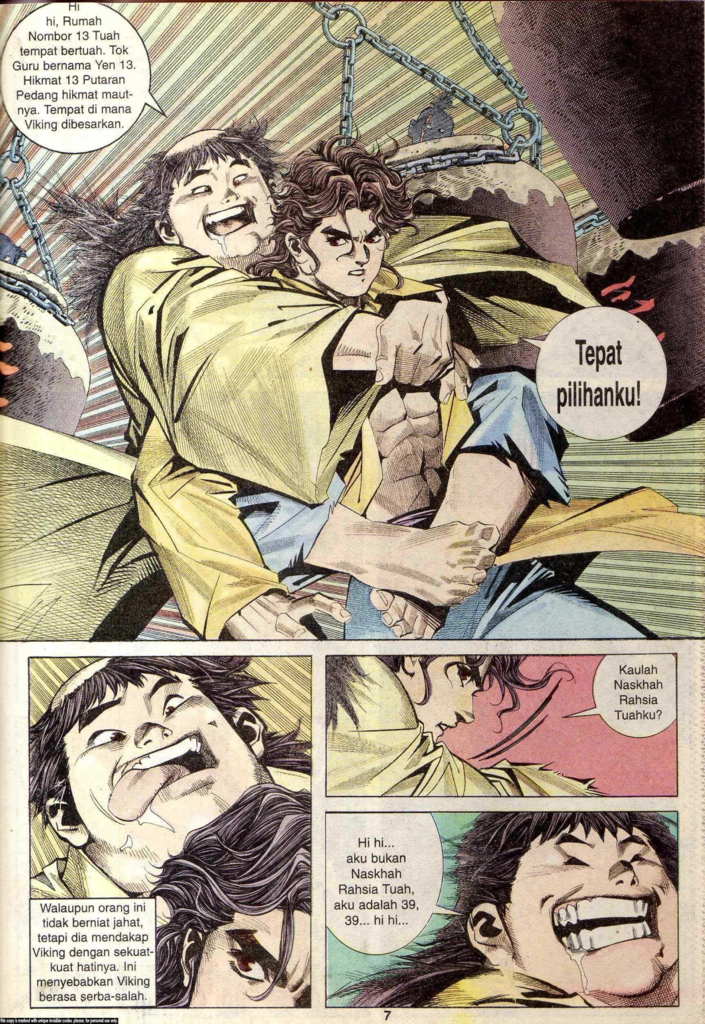 Hi
hi, Rumah
Nombor 13 Tuah
tempat bertuah. Tok
Guru bernama Yen 13.
Hikmat 13 Putaran
Pedang hikmat maut-
nya. Tempat di mana
Viking dibesarkan.
Tepat
pilihanku!
Kaulah
Naskhah
Rahsia
Tuahku?
Walaupun orang ini
tidak berniat jahat,
tetapi dia mendakap
Viking dengan sekuat-
kuat hatinya. Ini
menyebabkan Viking
berasa serba-salah.
Hi hi...
aku bukan
Naskhah
Rahsia Tuah,
aku adalah 39,
39... hi hi...
7